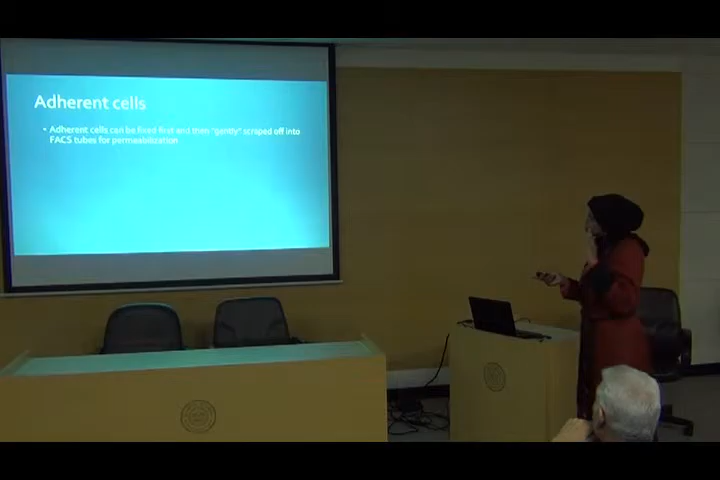 Adherent cells
• Adherent cells can be fixed first and then "gently" scraped off into
FACS tubes for permeabilization